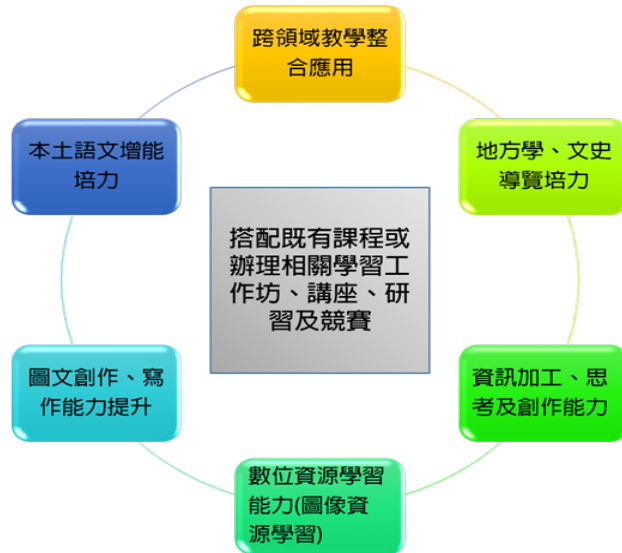 跨領域教學整
合應用
本土語文增能
培力
地方學、文史
導覽培力
搭配既有課程或
辦理相關學習工
作坊、講座、研
習及競賽
圖文創作、寫
作能力提升
資訊加工、思
考及創作能力
數位資源學習
能力(圖像資
源學習)